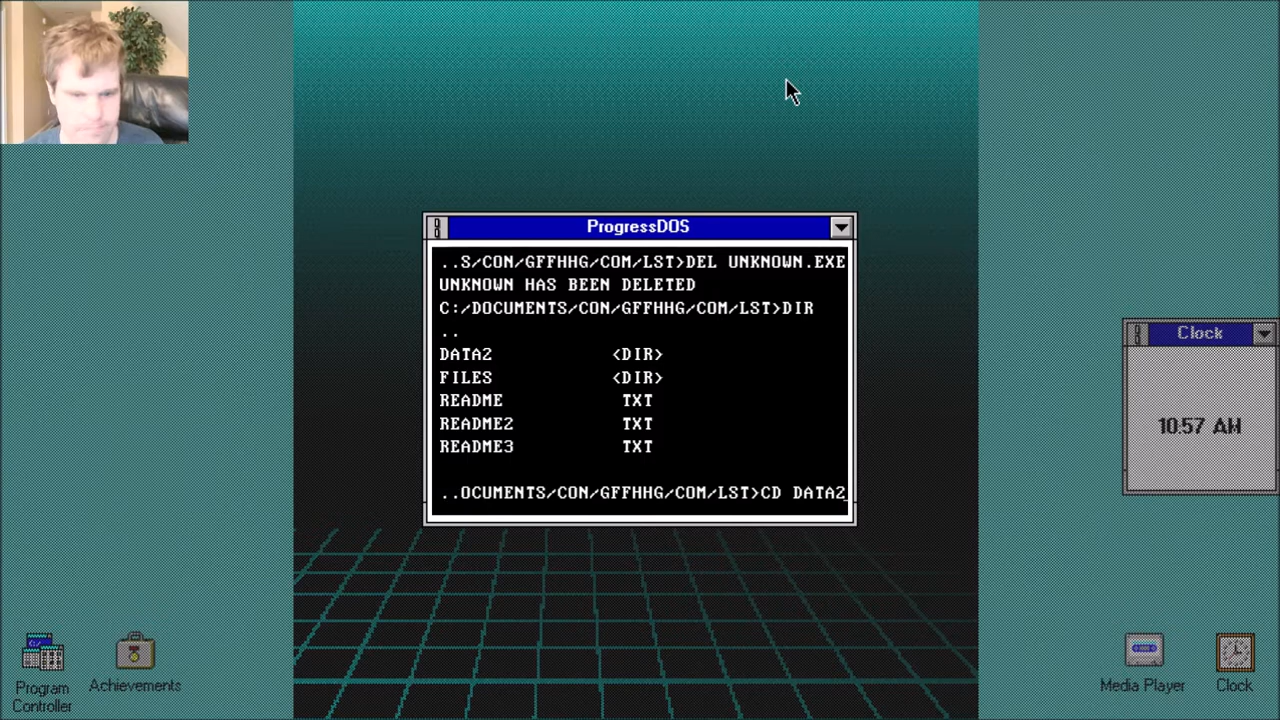 ProgressDOS
..S/CON/GFFHHG/COM/LST>DEL UNKNOWN.EXE
UNKNOWN HAS BEEN DELETED
C:/DOCUMENTS/CON/GFFHHG/COM/LST>DIR
..
DATA2 <DIR>
FILES <DIR>
README TXT
README2 TXT
README3 TXT
..OCUMENTS/CON/GFFHHG/COM/LST>CD DATA2_
Clock
10:57 AM
Program
Controller
Achievements
Media Player
Clock